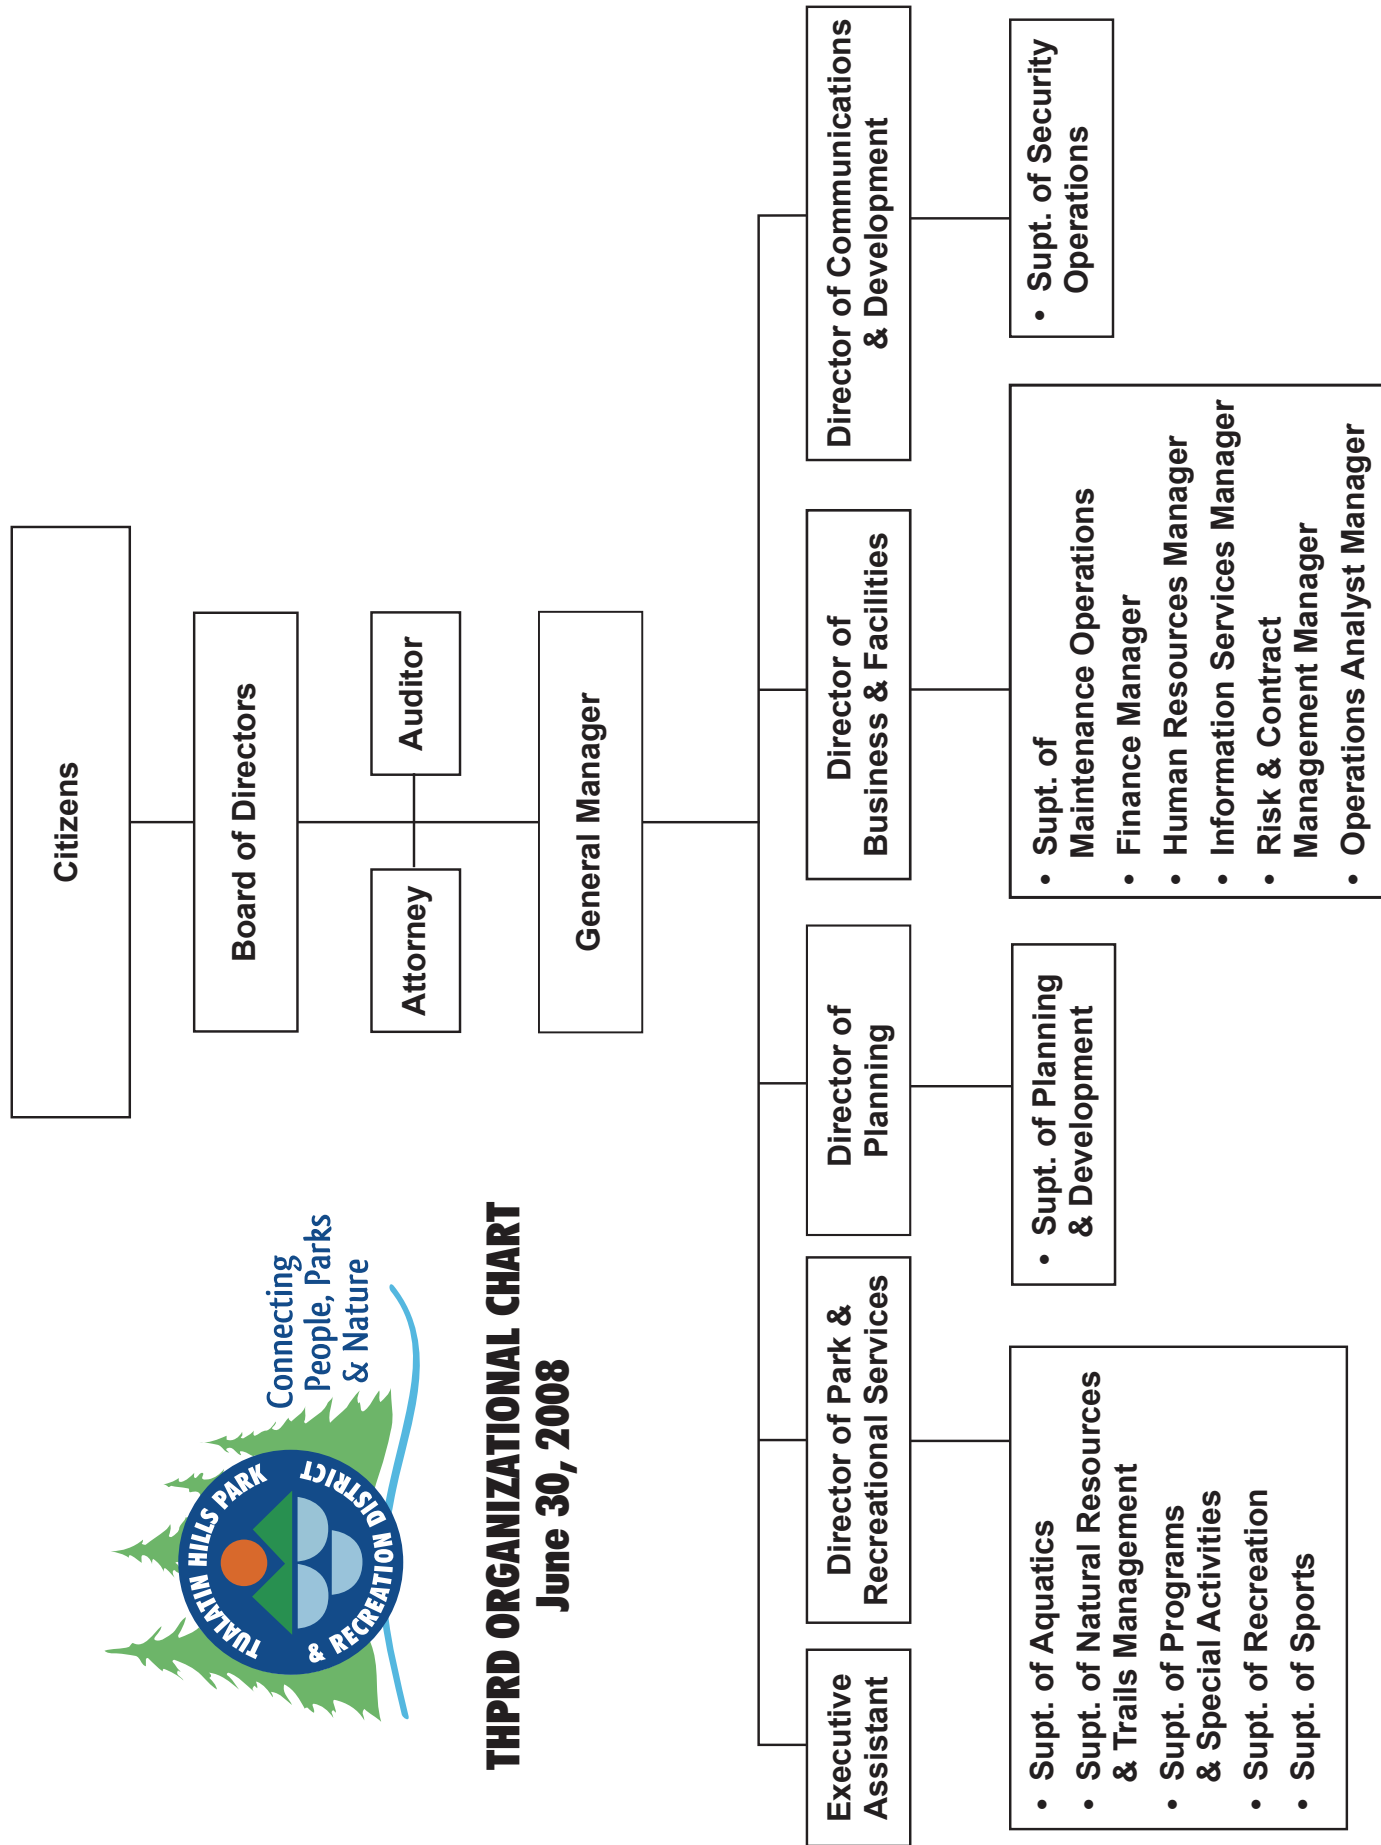 TUALATIN HILLS PARK
& RECREATION DISTRICT
Connecting
People, Parks
& Nature
THPRD ORGANIZATIONAL CHART
June 30, 2008
Citizens
Board of Directors
Attorney
Auditor
General Manager
Executive
Assistant
Director of Park &
Recreational Services
Director of
Planning
Director of
Business & Facilities
Director of Communications
& Development
• Supt. of Aquatics
• Supt. of Natural Resources
& Trails Management
• Supt. of Programs
& Special Activities
• Supt. of Recreation
• Supt. of Sports
• Supt. of Planning
& Development
• Supt. of
Maintenance Operations
• Finance Manager
• Human Resources Manager
• Information Services Manager
• Risk & Contract
Management Manager
• Operations Analyst Manager
• Supt. of Security
Operations